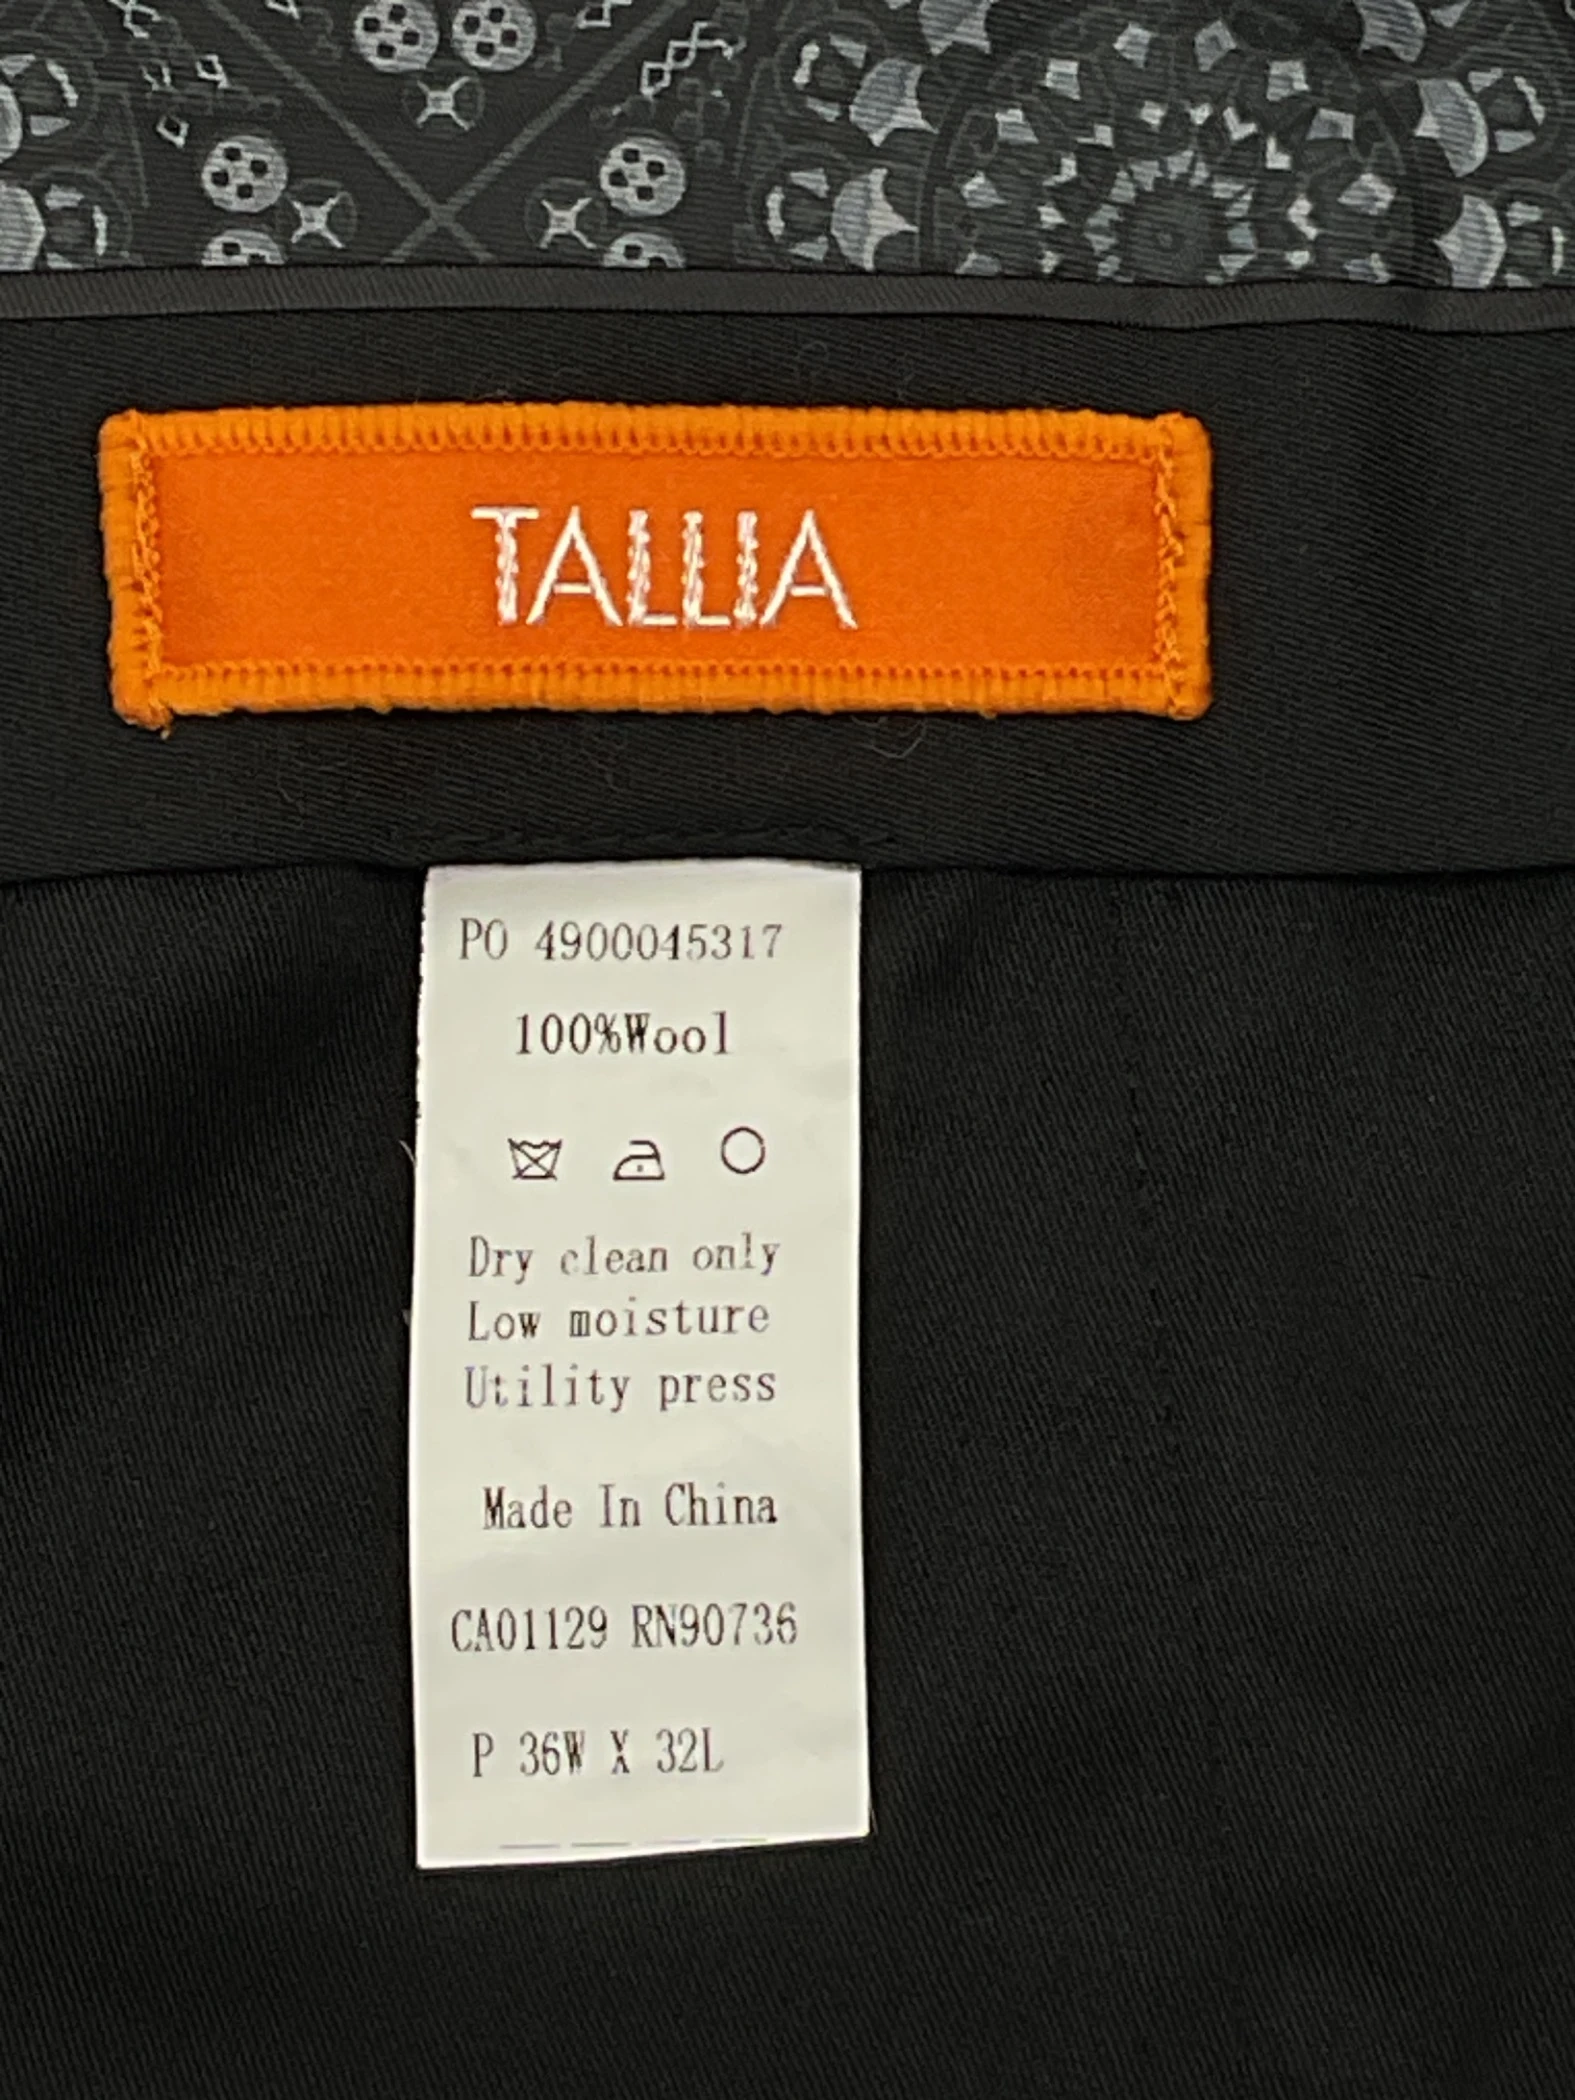 TALLIA
PO 4900045317
100%Wool
Dry clean only
Low moisture
Utility press
Made In China
CA01129 RN90736
P 36W X 32L